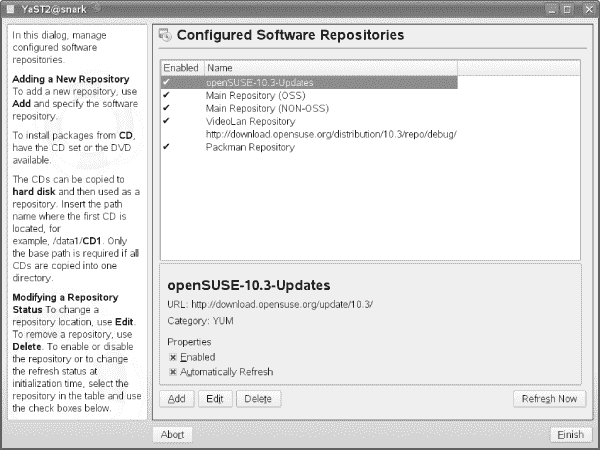 YaST2@snark
In this dialog, manage
configured software
repositories.
Adding a New Repository
To add a new repository, use
Add and specify the software
repository.
To install packages from CD,
have the CD set or the DVD
available.
The CDs can be copied to
hard disk and then used as a
repository. Insert the path
name where the first CD is
located, for
example, /data1/CD1. Only
the base path is required if all
CDs are copied into one
directory.
Modifying a Repository
Status To change a
repository location, use Edit.
To remove a repository, use
Delete. To enable or disable
the repository or to change
the refresh status at
initialization time, select the
repository in the table and use
the check boxes below.
Configured Software Repositories
Enabled Name
✔ openSUSE-10.3-Updates
✔ Main Repository (OSS)
✔ Main Repository (NON-OSS)
✔ VideoLan Repository
http://download.opensuse.org/distribution/10.3/repo/debug/
✔ Packman Repository
openSUSE-10.3-Updates
URL: http://download.opensuse.org/update/10.3/
Category: YUM
Properties
Enabled
Automatically Refresh
Add Edit Delete Refresh Now
Abort Finish